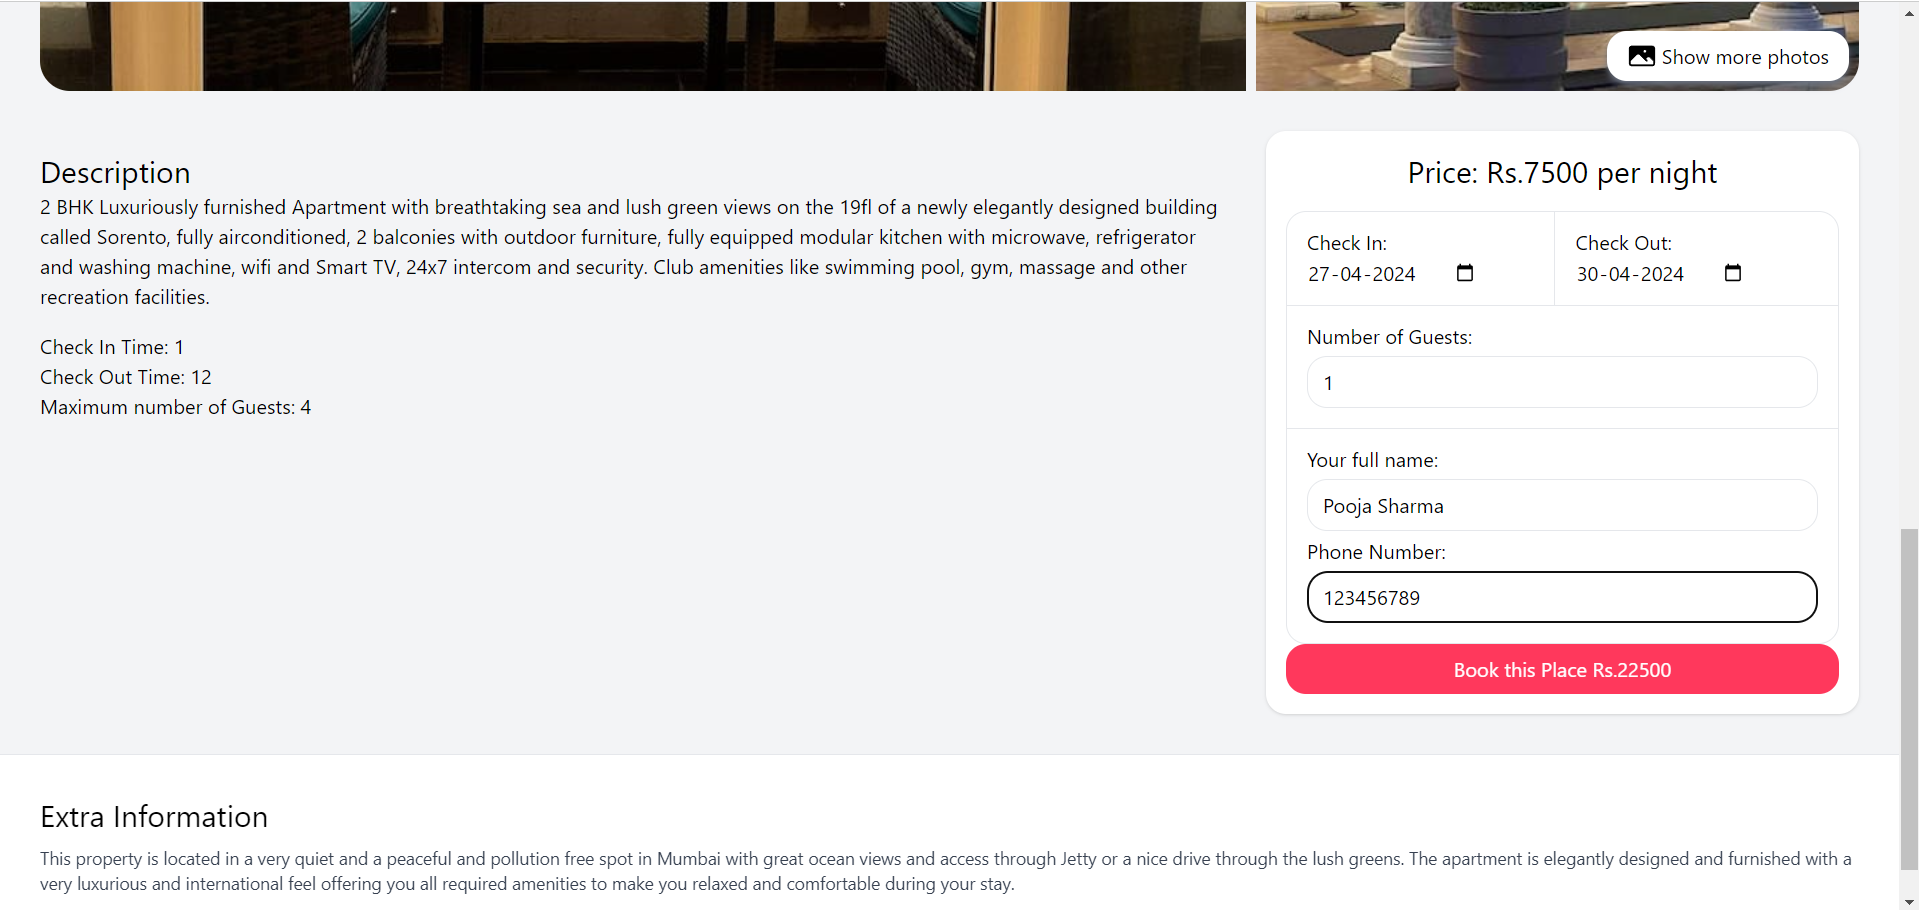 Show more photos
Description
2 BHK Luxuriously furnished Apartment with breathtaking sea and lush green views on the 19fl of a newly elegantly designed building
called Sorento, fully airconditioned, 2 balconies with outdoor furniture, fully equipped modular kitchen with microwave, refrigerator
and washing machine, wifi and Smart TV, 24x7 intercom and security. Club amenities like swimming pool, gym, massage and other
recreation facilities.
Check In Time: 1
Check Out Time: 12
Maximum number of Guests: 4
Price: Rs.7500 per night
Check In:
27-04-2024
Check Out:
30-04-2024
Number of Guests:
1
Your full name:
Pooja Sharma
Phone Number:
123456789
Book this Place Rs.22500
Extra Information
This property is located in a very quiet and a peaceful and pollution free spot in Mumbai with great ocean views and access through Jetty or a nice drive through the lush greens. The apartment is elegantly designed and furnished with a
very luxurious and international feel offering you all required amenities to make you relaxed and comfortable during your stay.